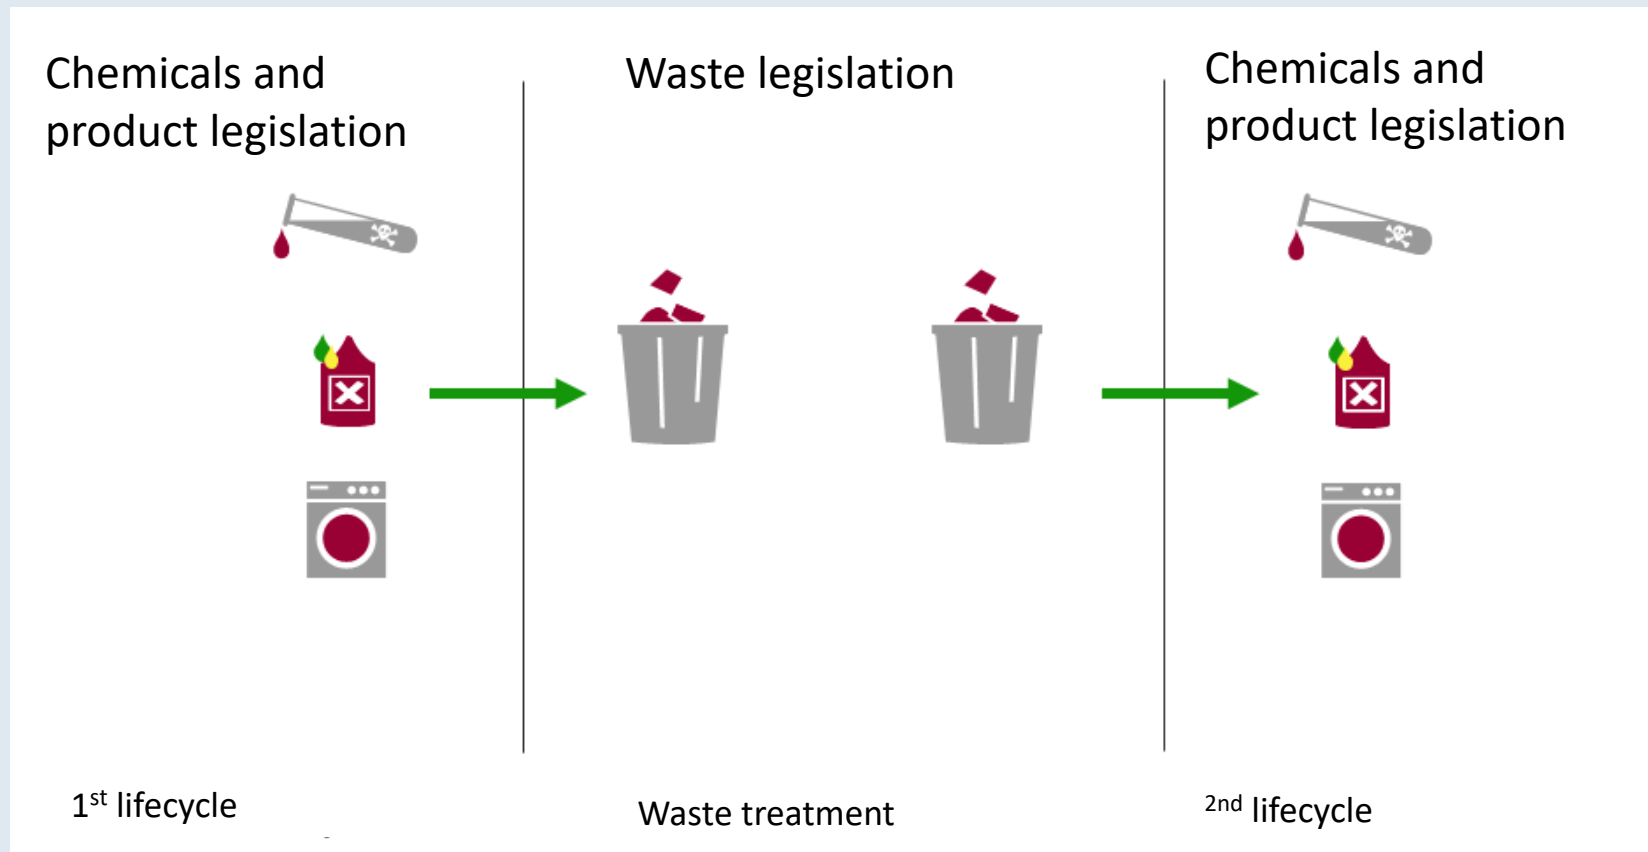 Chemicals and
product legislation
Waste legislation
Chemicals and
product legislation
1st lifecycle
Waste treatment
2nd lifecycle